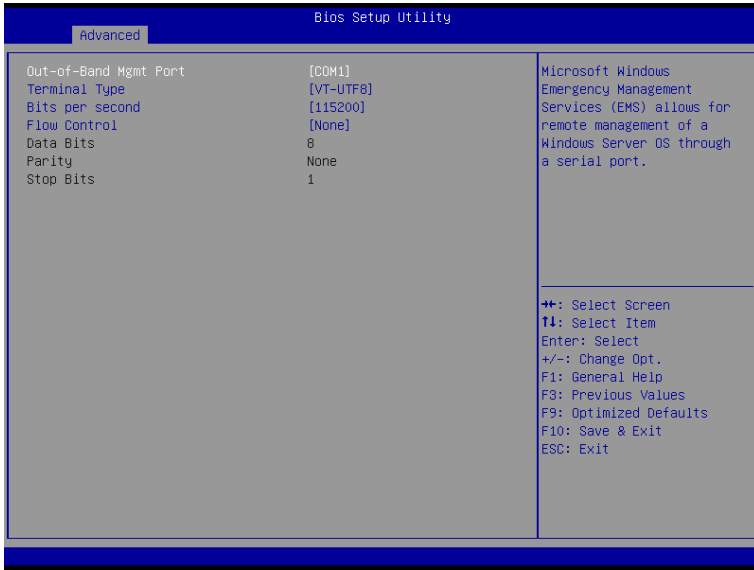 Bios Setup Utility
Advanced
Out-of-Band Mgmt Port [COM1]
Terminal Type [VT-UTF8]
Bits per second [115200]
Flow Control [None]
Data Bits 8
Parity None
Stop Bits 1
Microsoft Windows
Emergency Management
Services (EMS) allows for
remote management of a
Windows Server OS through
a serial port.
→←: Select Screen
↑↓: Select Item
Enter: Select
+/-: Change Opt.
F1: General Help
F3: Previous Values
F9: Optimized Defaults
F10: Save & Exit
ESC: Exit